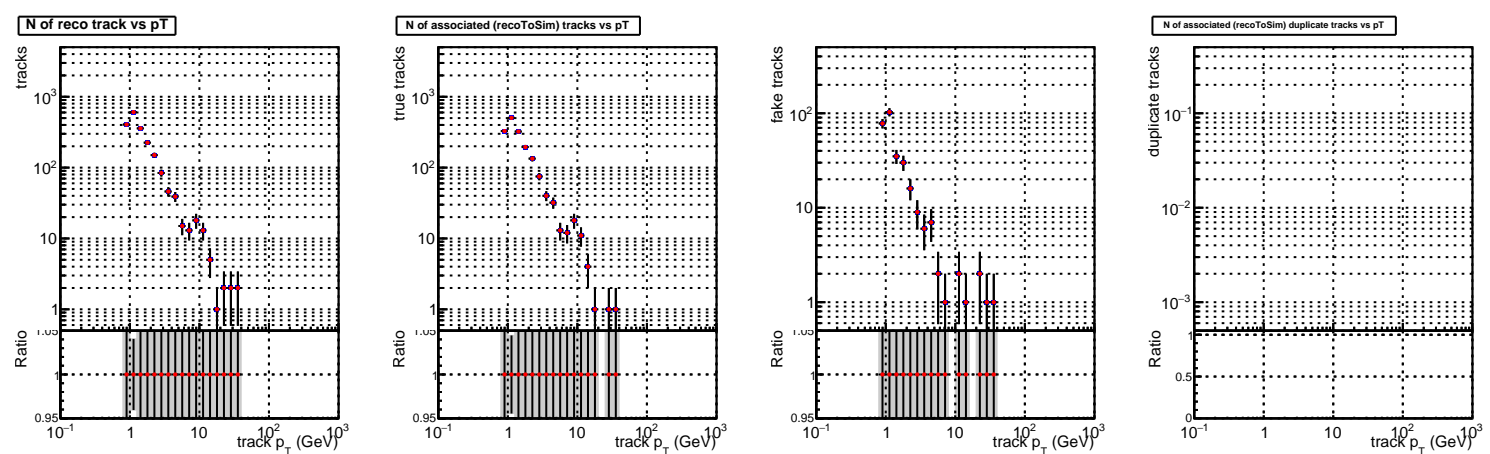 N of reco track vs pT
tracks
10³
10²
10
1
Ratio
1.05
1
0.95
10⁻¹ 1 10 10² 10³
track p_T (GeV)
N of associated (recoToSim) tracks vs pT
true tracks
10³
10²
10
1
Ratio
1.05
1
0.95
10⁻¹ 1 10 10² 10³
track p_T (GeV)
fake tracks
10²
10
1
Ratio
1.05
1
0.95
10⁻¹ 1 10 10² 10³
track p_T (GeV)
N of associated (recoToSim) duplicate tracks vs pT
duplicate tracks
10⁻¹
10⁻²
10⁻³
Ratio
1
0.5
0
10⁻¹ 1 10 10² 10³
track p_T (GeV)